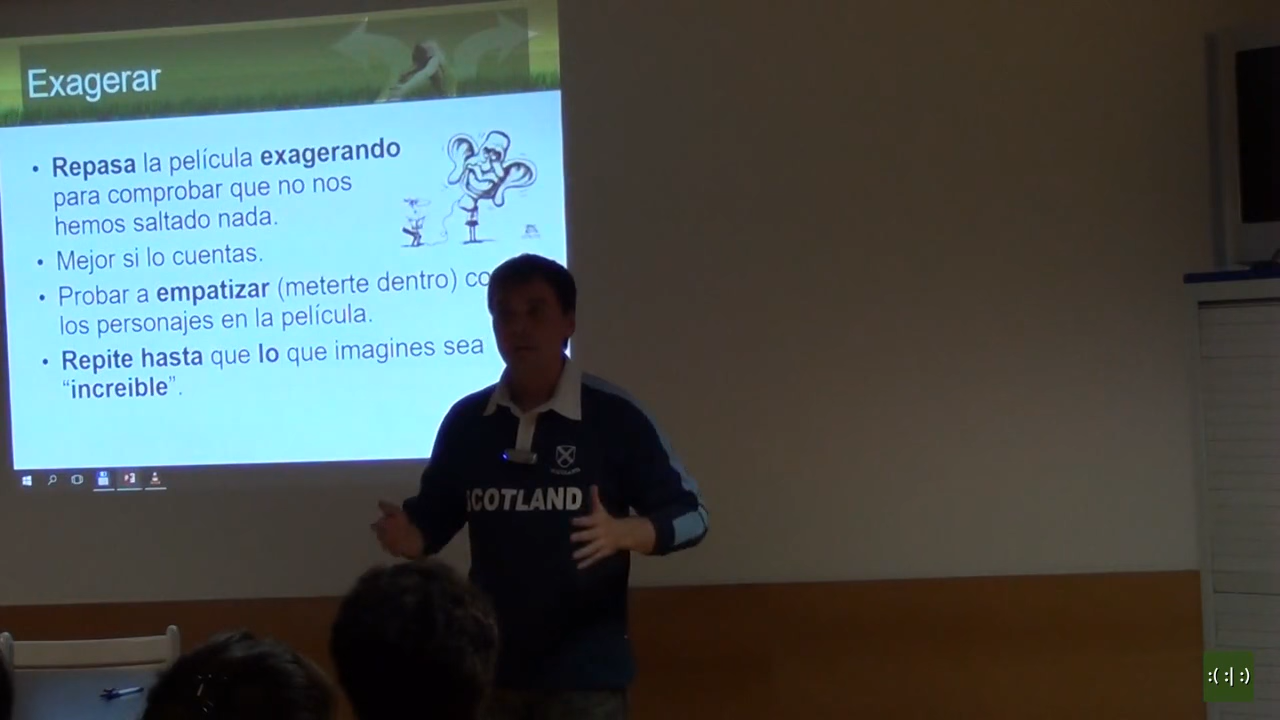 Exagerar
• Repasa la película exagerando
para comprobar que no nos
hemos saltado nada.
• Mejor si lo cuentas.
• Probar a empatizar (meterte dentro) co
los personajes en la película.
• Repite hasta que lo que imagines sea
“increible”.
SCOTLAND
:( :| :)